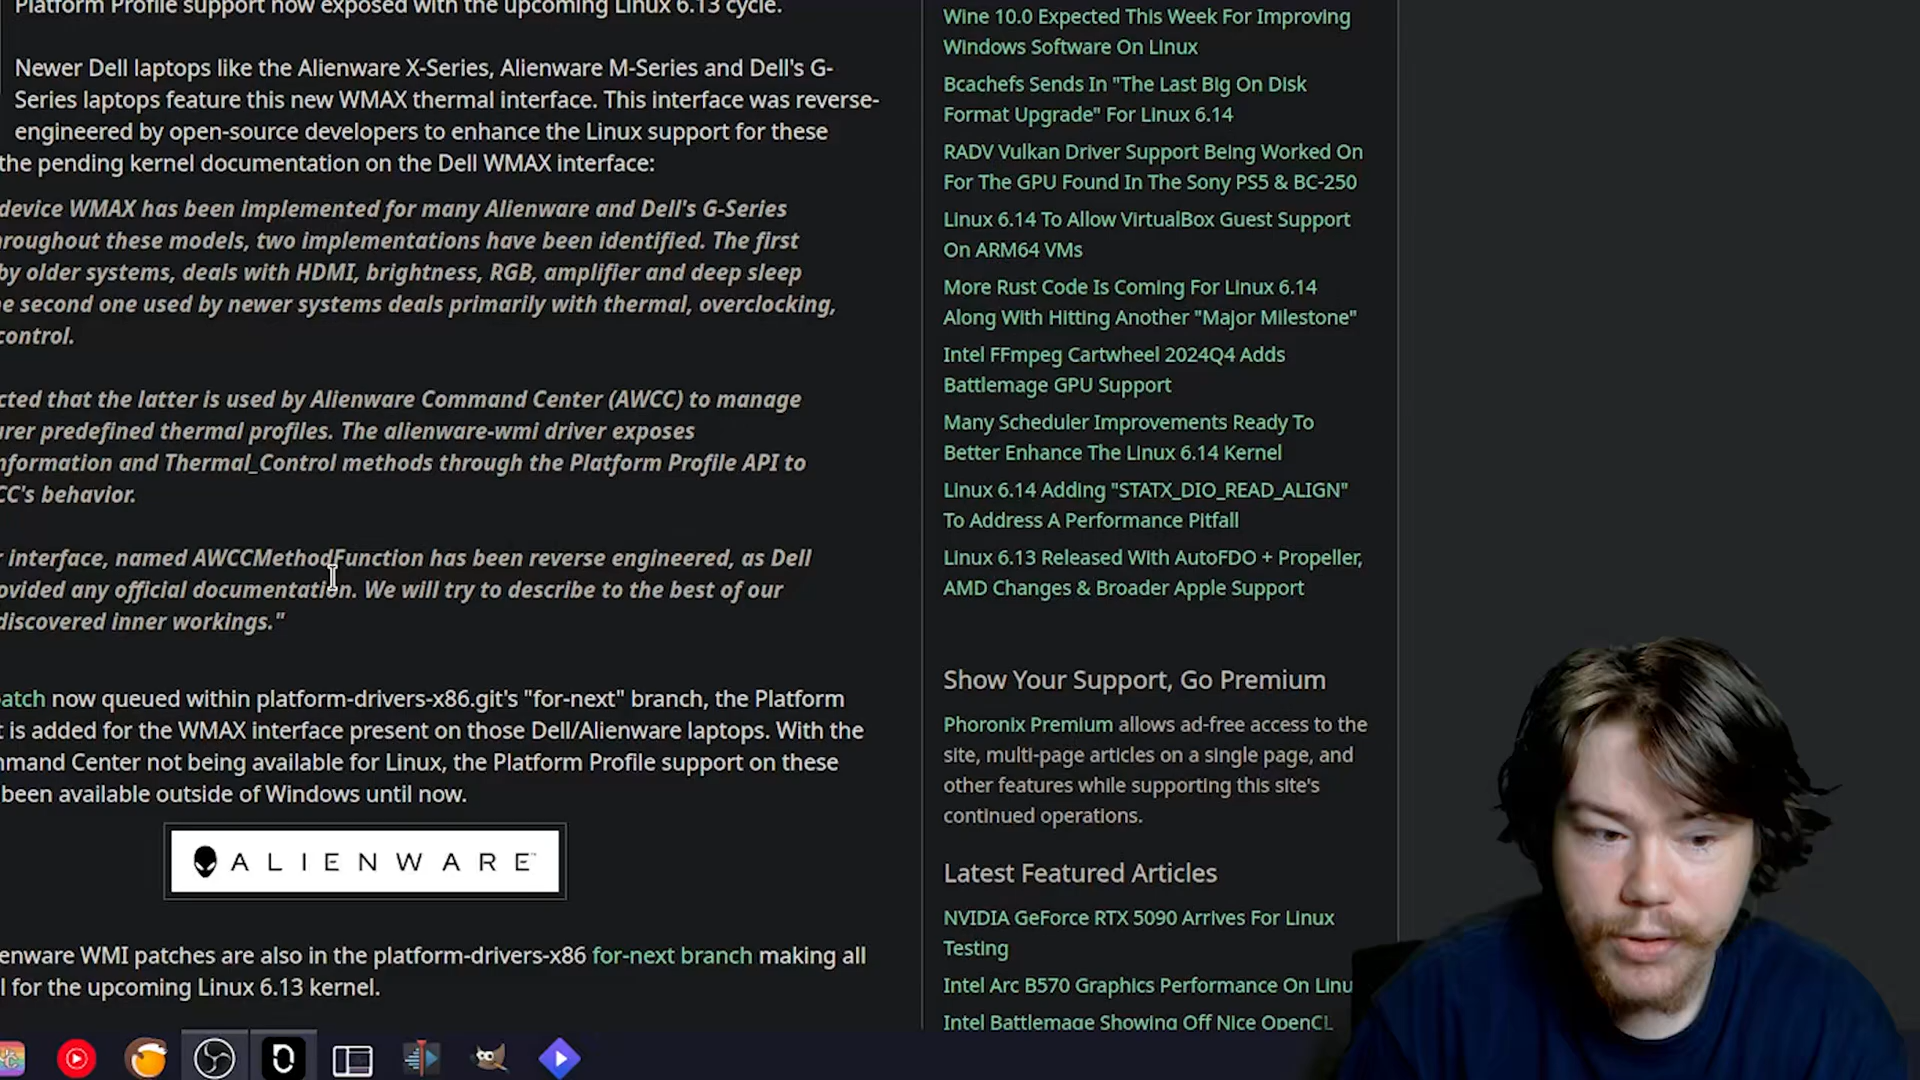 Platform Profile support now exposed with the upcoming Linux 6.13 cycle.
Newer Dell laptops like the Alienware X-Series, Alienware M-Series and Dell's G-
Series laptops feature this new WMAX thermal interface. This interface was reverse-
engineered by open-source developers to enhance the Linux support for these
the pending kernel documentation on the Dell WMAX interface:
device WMAX has been implemented for many Alienware and Dell's G-Series
roughout these models, two implementations have been identified. The first
by older systems, deals with HDMI, brightness, RGB, amplifier and deep sleep
e second one used by newer systems deals primarily with thermal, overclocking,
control.
cted that the latter is used by Alienware Command Center (AWCC) to manage
urer predefined thermal profiles. The alienware-wmi driver exposes
nformation and Thermal_Control methods through the Platform Profile API to
CC's behavior.
r interface, named AWCCMethodFunction has been reverse engineered, as Dell
ovided any official documentation. We will try to describe to the best of our
discovered inner workings."
atch now queued within platform-drivers-x86.git's "for-next" branch, the Platform
t is added for the WMAX interface present on those Dell/Alienware laptops. With the
mmand Center not being available for Linux, the Platform Profile support on these
been available outside of Windows until now.
ALIENWARE™
enware WMI patches are also in the platform-drivers-x86 for-next branch making all
l for the upcoming Linux 6.13 kernel.
Wine 10.0 Expected This Week For Improving
Windows Software On Linux
Bcachefs Sends In "The Last Big On Disk
Format Upgrade" For Linux 6.14
RADV Vulkan Driver Support Being Worked On
For The GPU Found In The Sony PS5 & BC-250
Linux 6.14 To Allow VirtualBox Guest Support
On ARM64 VMs
More Rust Code Is Coming For Linux 6.14
Along With Hitting Another "Major Milestone"
Intel FFmpeg Cartwheel 2024Q4 Adds
Battlemage GPU Support
Many Scheduler Improvements Ready To
Better Enhance The Linux 6.14 Kernel
Linux 6.14 Adding "STATX_DIO_READ_ALIGN"
To Address A Performance Pitfall
Linux 6.13 Released With AutoFDO + Propeller,
AMD Changes & Broader Apple Support
Show Your Support, Go Premium
Phoronix Premium allows ad-free access to the
site, multi-page articles on a single page, and
other features while supporting this site's
continued operations.
Latest Featured Articles
NVIDIA GeForce RTX 5090 Arrives For Linux
Testing
Intel Arc B570 Graphics Performance On Linu
Intel Battlemage Showing Off Nice OpenCL